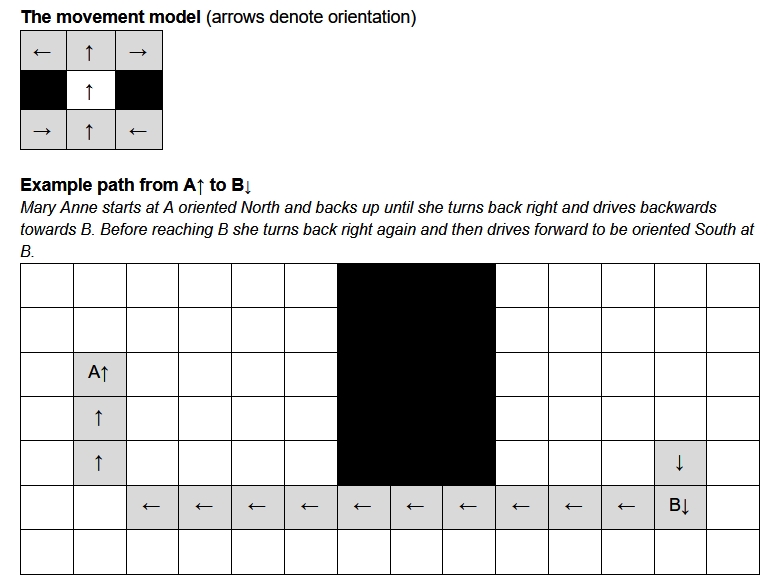 The movement model (arrows denote orientation)
← ↑ →
↑
→ ↑ ←
Example path from A↑ to B↓
Mary Anne starts at A oriented North and backs up until she turns back right and drives backwards
towards B. Before reaching B she turns back right again and then drives forward to be oriented South at
B.
A↑
↑
↑ ↓
← ← ← ← ← ← ← ← ← ← B↓